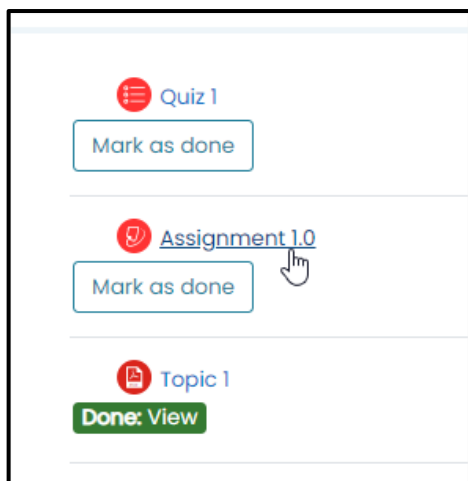 Quiz 1
Mark as done
Assignment 1.0
Mark as done
Topic 1
Done: View